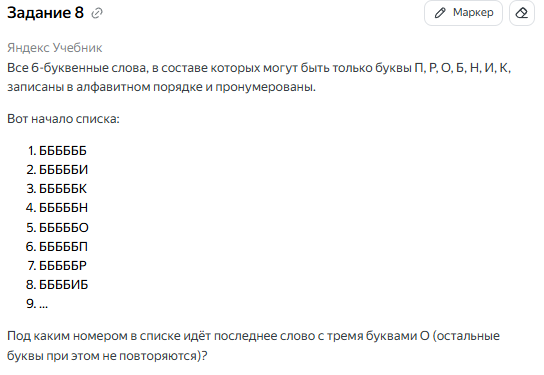 Задание 8
Маркер
Яндекс Учебник
Все 6-буквенные слова, в составе которых могут быть только буквы П, Р, О, Б, Н, И, К,
записаны в алфавитном порядке и пронумерованы.
Вот начало списка:
1. ББББББ
2. БББББИ
3. БББББК
4. БББББН
5. БББББО
6. БББББП
7. БББББР
8. ББББИБ
9. ...
Под каким номером в списке идёт последнее слово с тремя буквами О (остальные
буквы при этом не повторяются)?